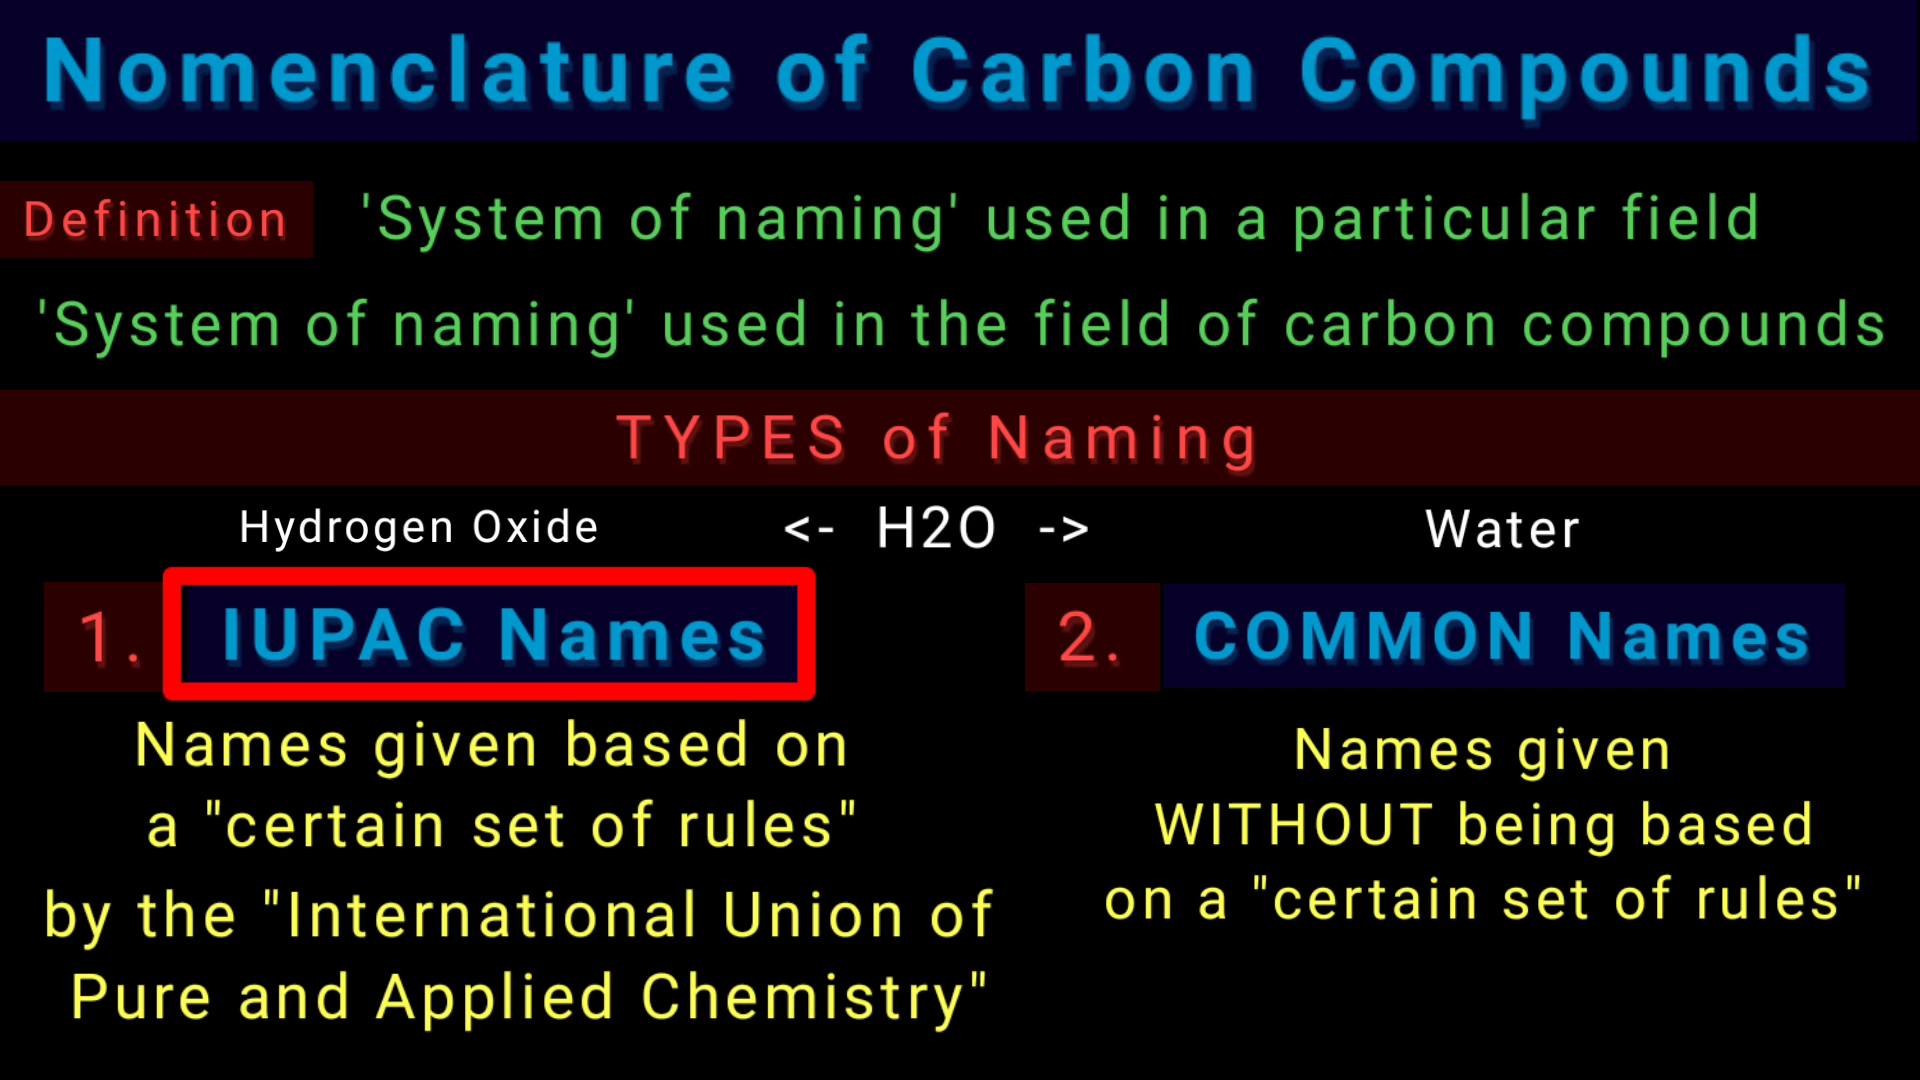 Nomenclature of Carbon Compounds
Definition 'System of naming' used in a particular field
'System of naming' used in the field of carbon compounds
TYPES of Naming
Hydrogen Oxide <- H2O -> Water
1. IUPAC Names
Names given based on
a "certain set of rules"
by the "International Union of
Pure and Applied Chemistry"
2. COMMON Names
Names given
WITHOUT being based
on a "certain set of rules"